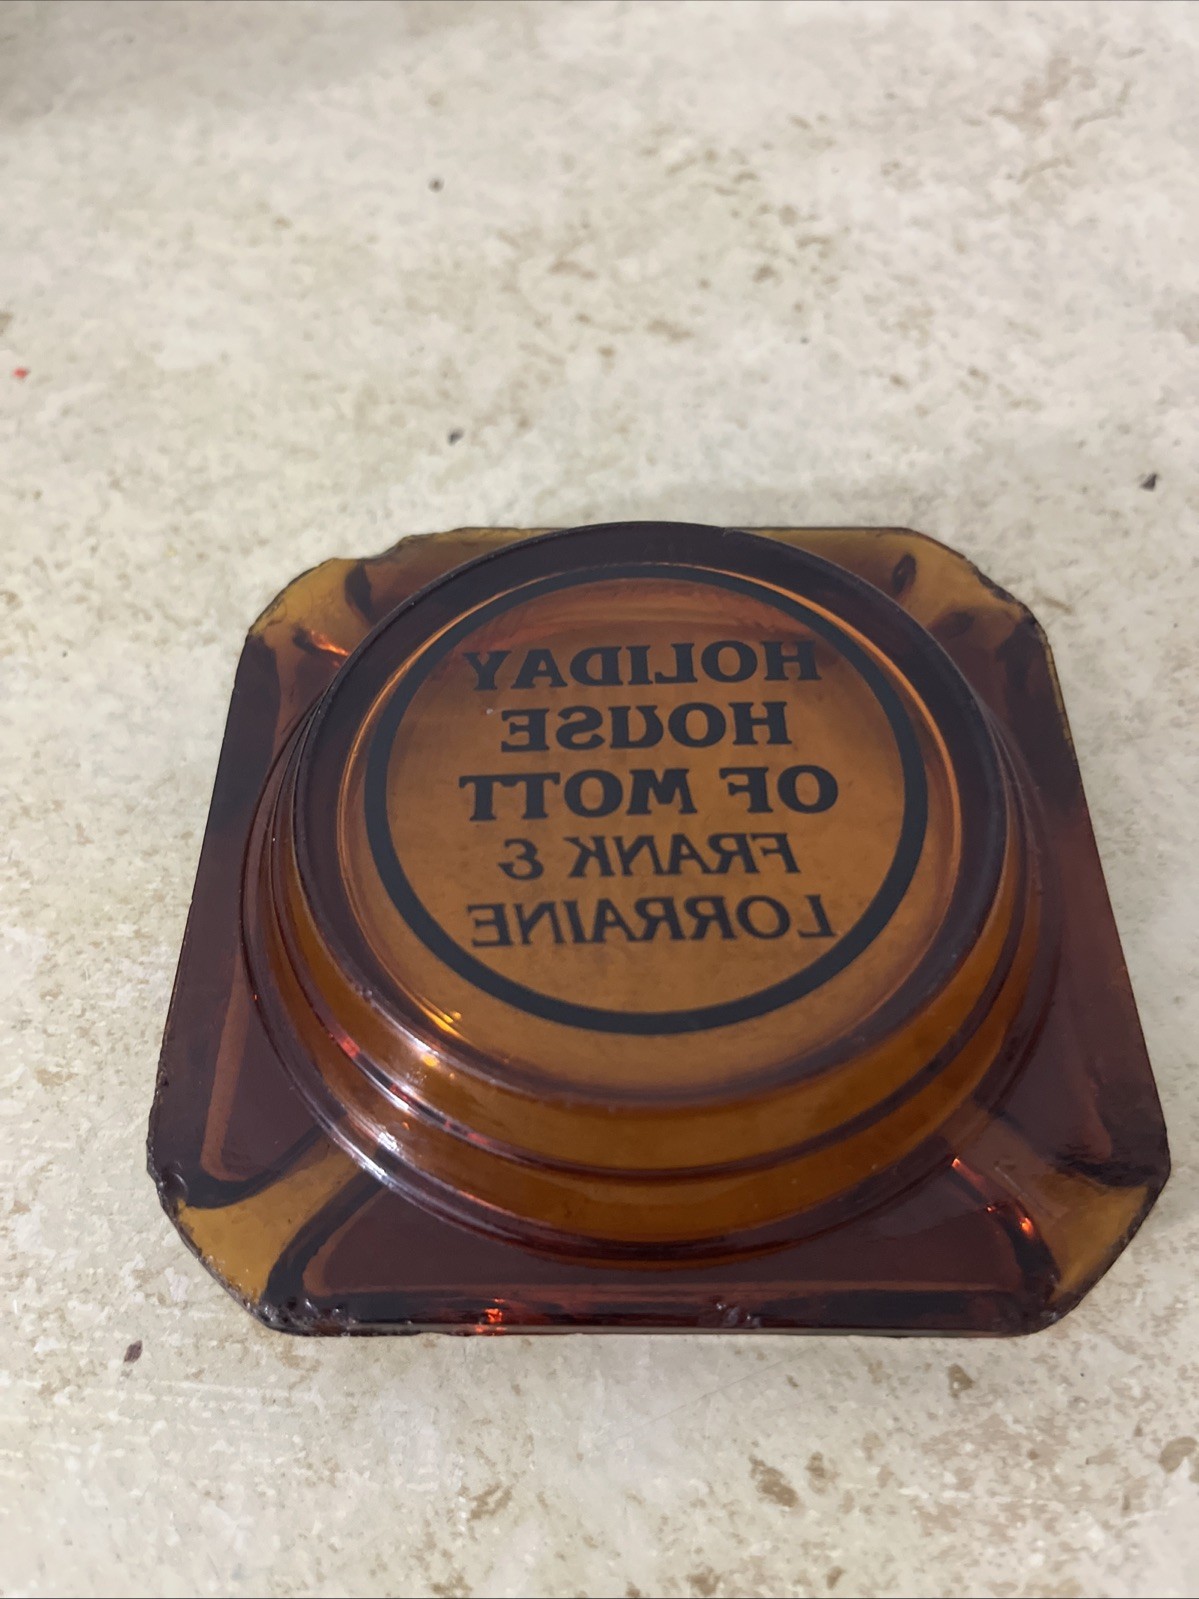 HOLIDAY
HOUSE
OF MOTT
FRANK &
LORRAINE